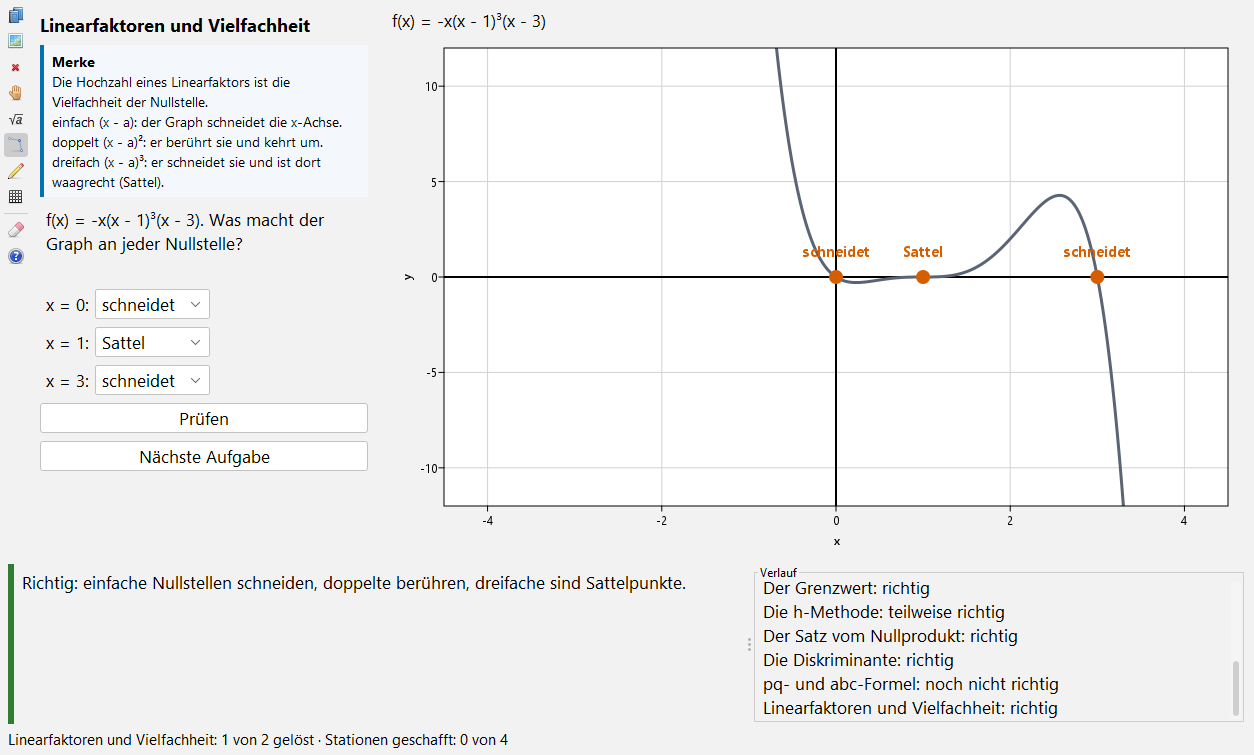 Linearfaktoren und Vielfachheit
Merke
Die Hochzahl eines Linearfaktors ist die
Vielfachheit der Nullstelle.
einfach (x - a): der Graph schneidet die x-Achse.
doppelt (x - a)²: er berührt sie und kehrt um.
dreifach (x - a)³: er schneidet sie und ist dort
waagrecht (Sattel).
f(x) = -x(x - 1)³(x - 3). Was macht der
Graph an jeder Nullstelle?
x = 0: schneidet
x = 1: Sattel
x = 3: schneidet
Prüfen
Nächste Aufgabe
√a
?
f(x) = -x(x - 1)³(x - 3)
10
5
0
-5
-10
y
schneidet Sattel schneidet
-4 -2 0 2 4
x
Richtig: einfache Nullstellen schneiden, doppelte berühren, dreifache sind Sattelpunkte.
Verlauf
Der Grenzwert: richtig
Die h-Methode: teilweise richtig
Der Satz vom Nullprodukt: richtig
Die Diskriminante: richtig
pq- und abc-Formel: noch nicht richtig
Linearfaktoren und Vielfachheit: richtig
Linearfaktoren und Vielfachheit: 1 von 2 gelöst · Stationen geschafft: 0 von 4